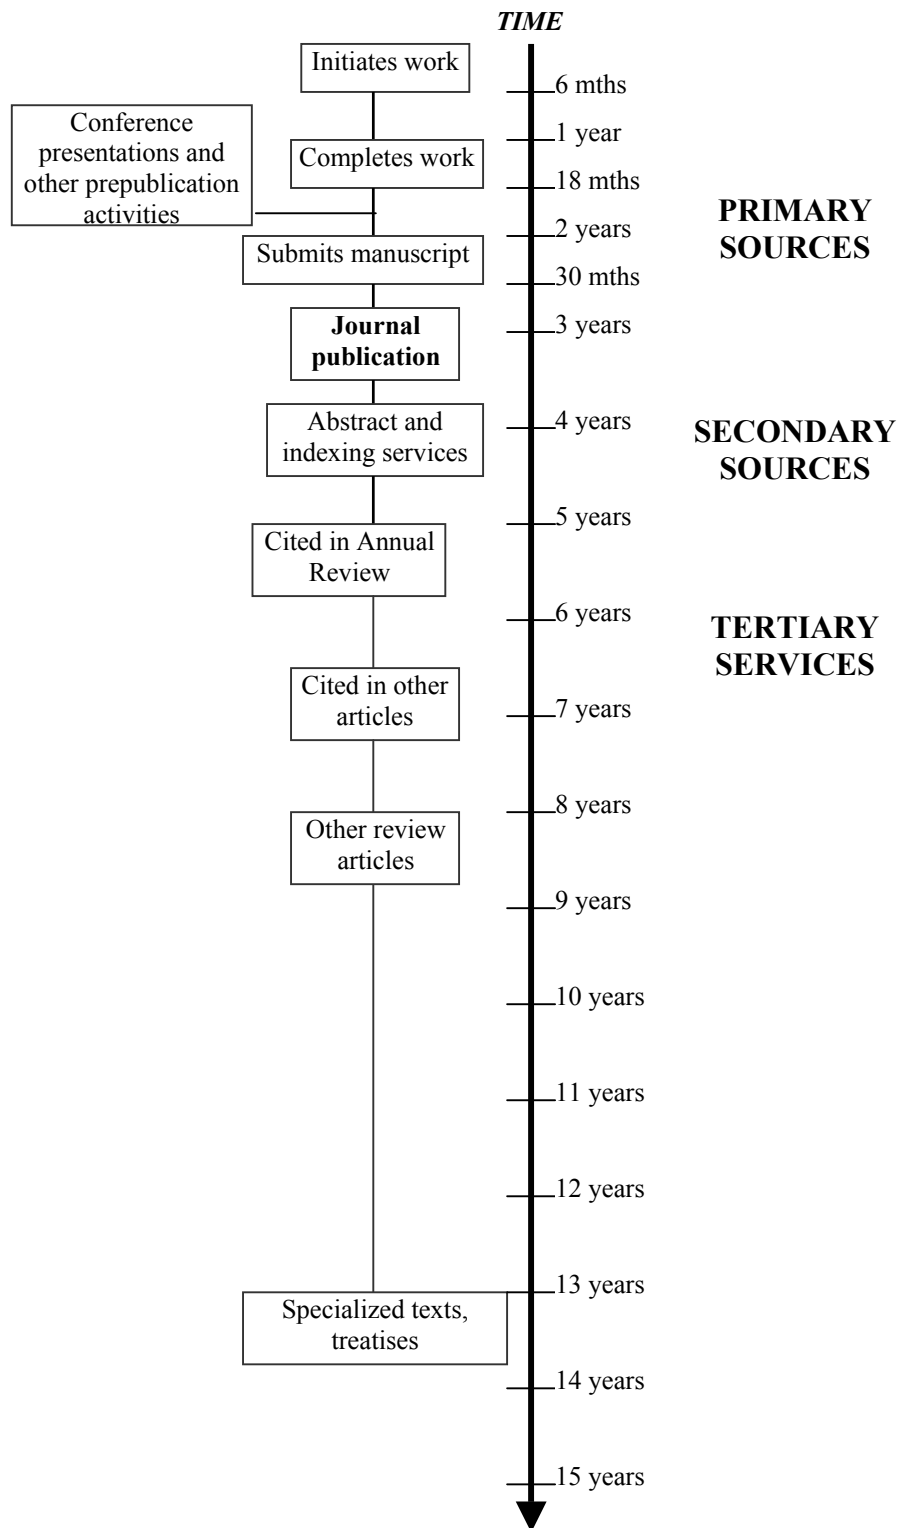 TIME
Initiates work
6 mths
Conference
presentations and
other prepublication
activities
1 year
Completes work
18 mths
PRIMARY
SOURCES
2 years
Submits manuscript
30 mths
Journal
publication
3 years
Abstract and
indexing services
4 years
SECONDARY
SOURCES
5 years
Cited in Annual
Review
6 years
TERTIARY
SERVICES
Cited in other
articles
7 years
8 years
Other review
articles
9 years
10 years
11 years
12 years
13 years
Specialized texts,
treatises
14 years
15 years